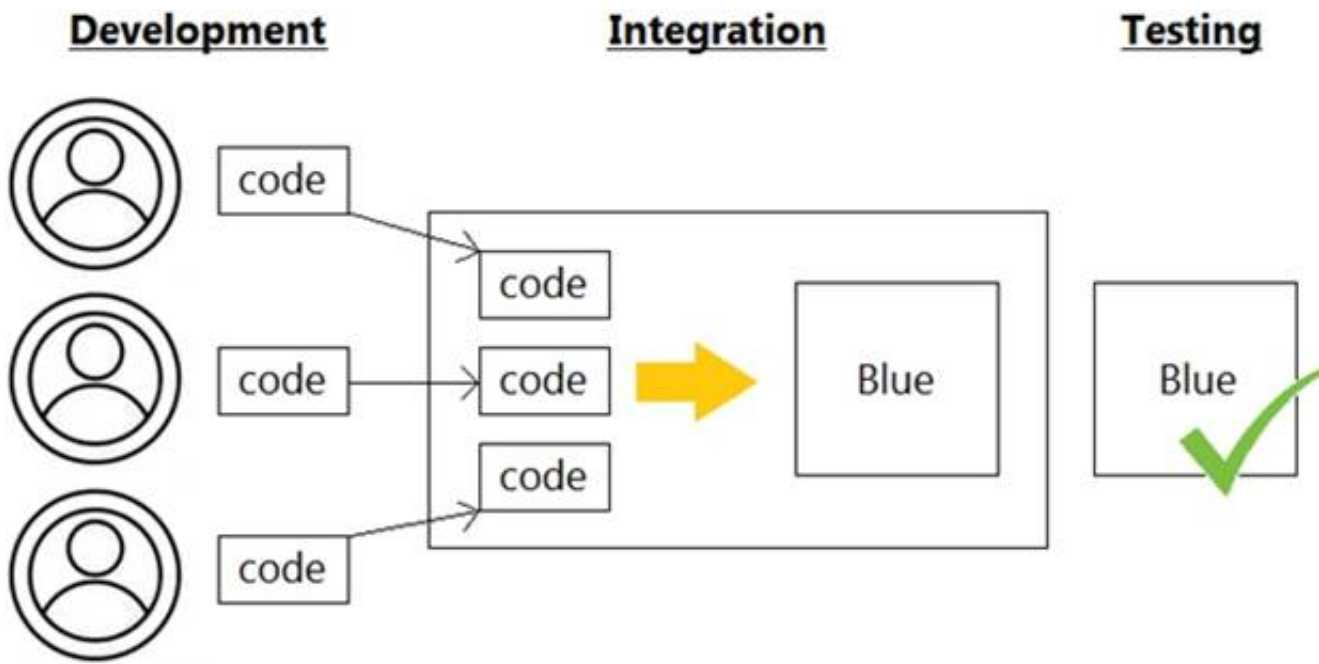 Development
Integration
Testing
code
code
code
code
code
code
Blue
Blue